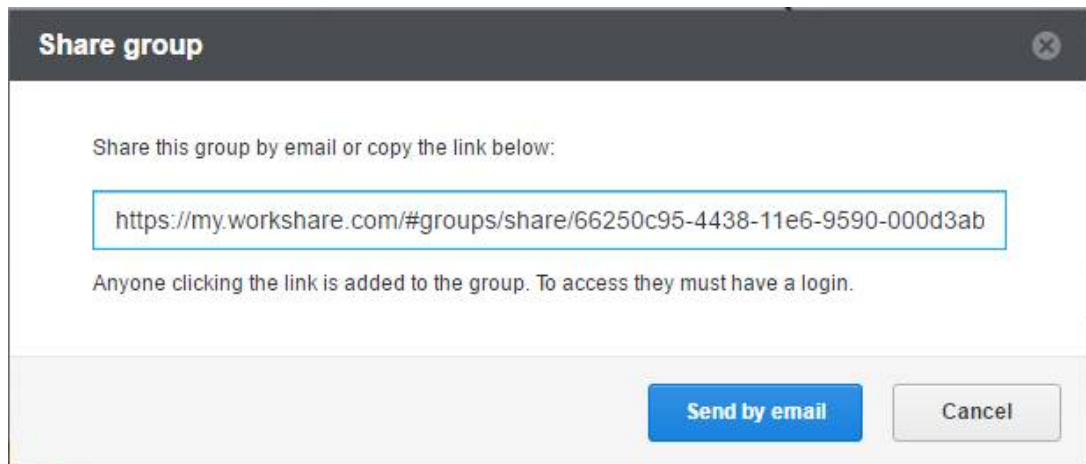 Share group
Share this group by email or copy the link below:
https://my.workshare.com/#groups/share/66250c95-4438-11e6-9590-000d3ab
Anyone clicking the link is added to the group. To access they must have a login.
Send by email Cancel